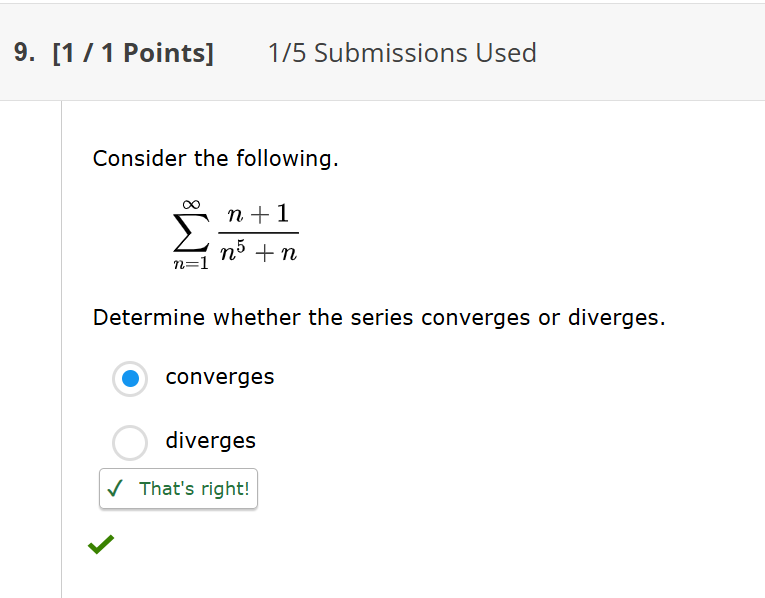 9. [1 / 1 Points] 1/5 Submissions Used
Consider the following.
∞
∑ n + 1 / n⁵ + n
n=1
Determine whether the series converges or diverges.
converges
diverges
✓ That's right!